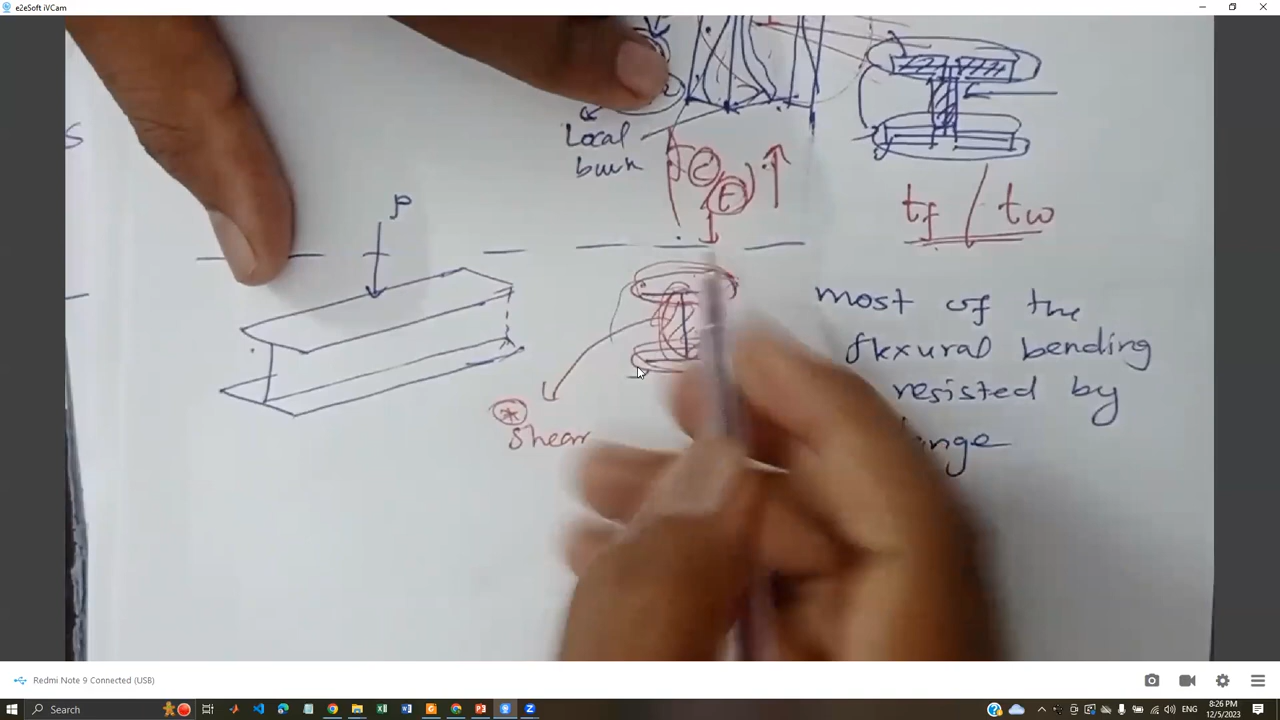 e2eSoft iVCam
Local
buck
C
t
tf / tw
P
most of the
flexural bending
resisted by
Shear
Redmi Note 9 Connected (USB)
Search
ENG
8:26 PM
12/5/2023